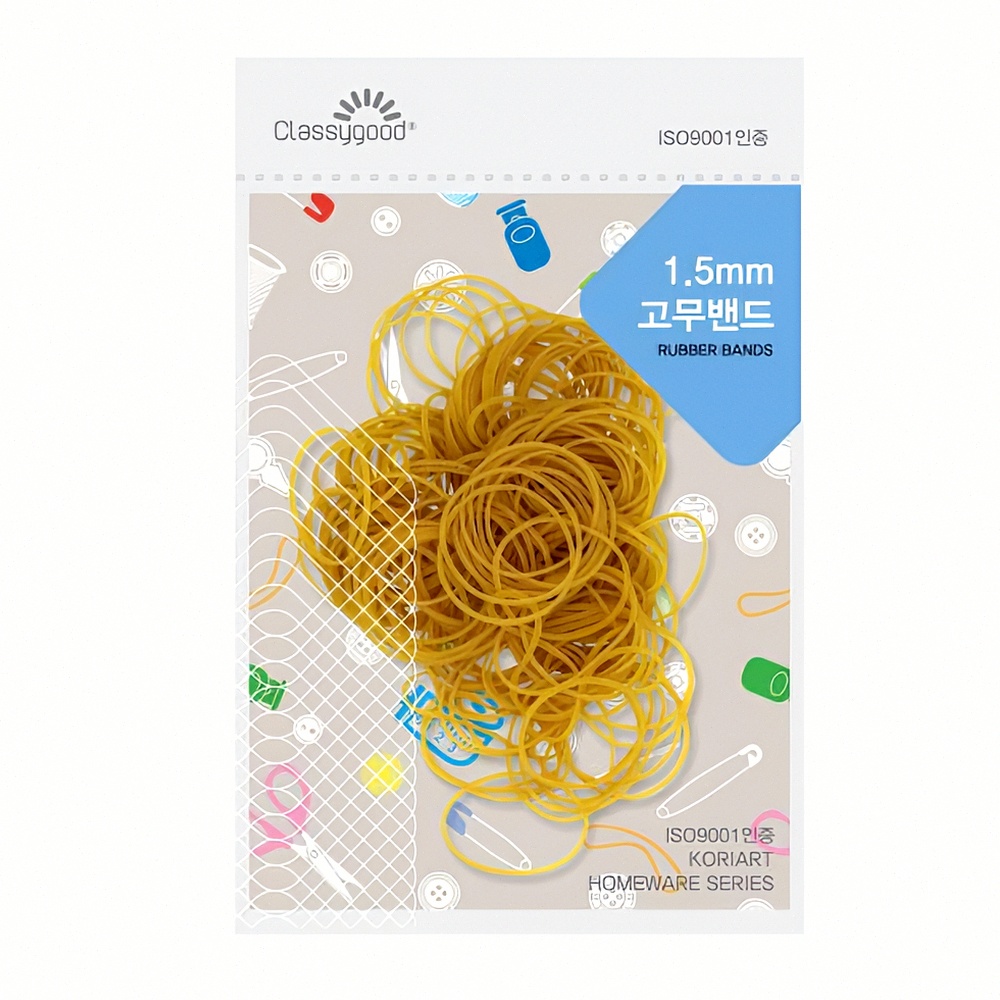 Classygood®
ISO9001인증
1.5mm
고무밴드
RUBBER BANDS
ISO9001인증
KORIART
HOMEWARE SERIES